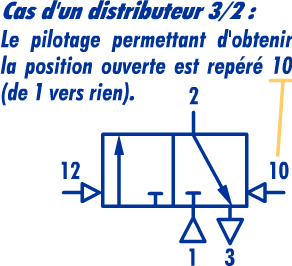 Cas d'un distributeur 3/2 :
Le pilotage permettant d'obtenir
la position ouverte est repéré 10
(de 1 vers rien).
2
12
10
1
3